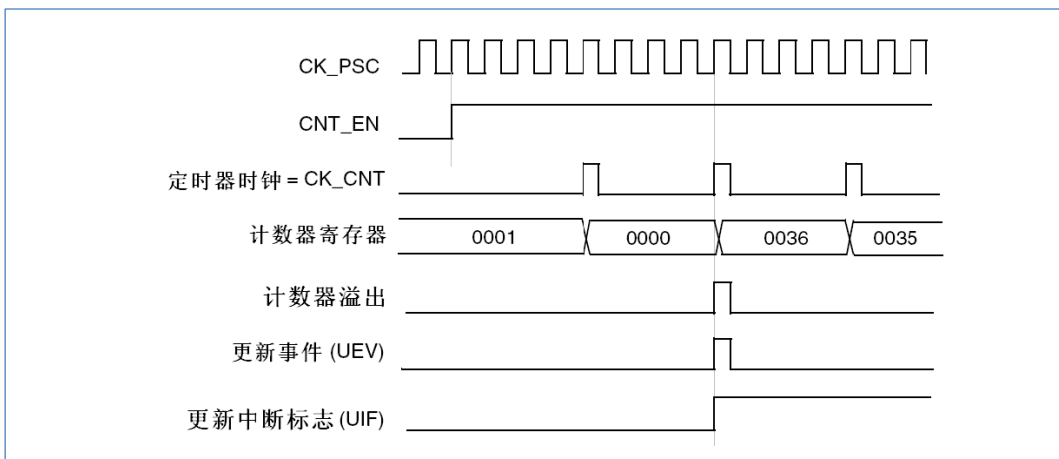 CK_PSC
CNT_EN
定时器时钟 = CK_CNT
计数器寄存器 0001 0000 0036 0035
计数器溢出
更新事件 (UEV)
更新中断标志 (UIF)